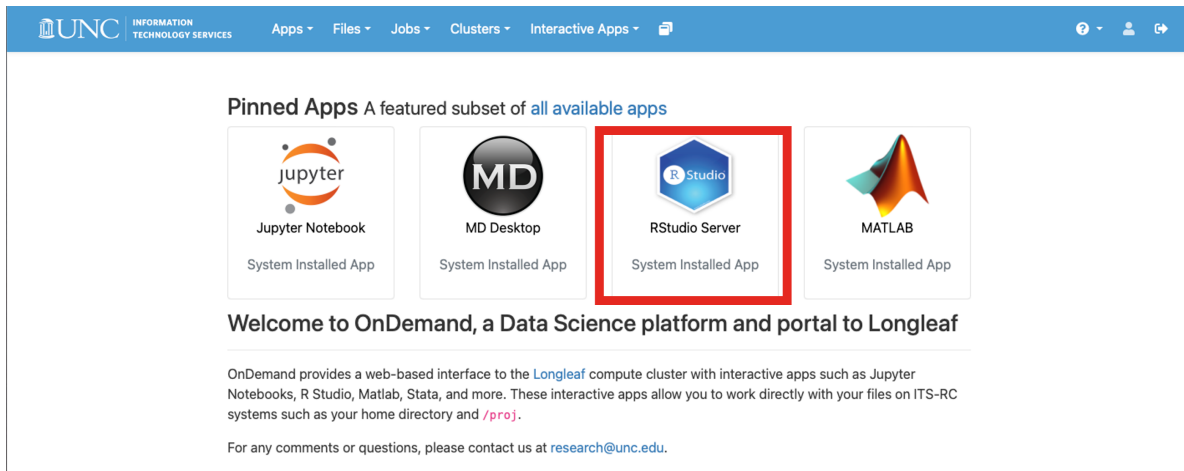 UNC INFORMATION TECHNOLOGY SERVICES Apps Files Jobs Clusters Interactive Apps ?
Pinned Apps A featured subset of all available apps
jupyter MD R Studio
Jupyter Notebook MD Desktop RStudio Server MATLAB
System Installed App System Installed App System Installed App System Installed App
Welcome to OnDemand, a Data Science platform and portal to Longleaf
OnDemand provides a web-based interface to the Longleaf compute cluster with interactive apps such as Jupyter
Notebooks, R Studio, Matlab, Stata, and more. These interactive apps allow you to work directly with your files on ITS-RC
systems such as your home directory and /proj.
For any comments or questions, please contact us at research@unc.edu.